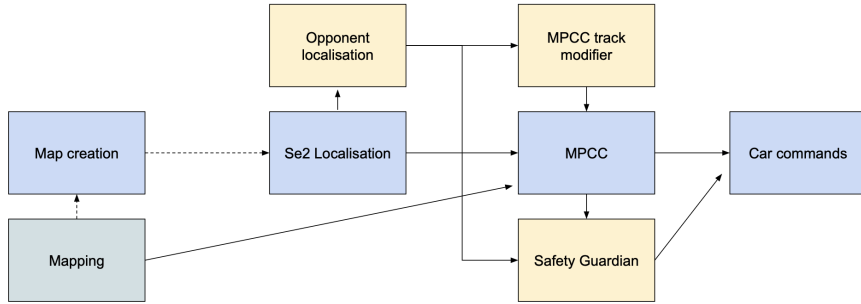 Opponent
localisation
MPCC track
modifier
Map creation
Se2 Localisation
MPCC
Car commands
Mapping
Safety Guardian